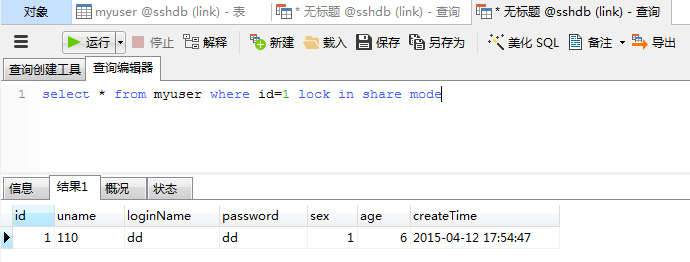 对象 myuser @sshdb (link) - 表 * 无标题 @sshdb (link) - 查询 * 无标题 @sshdb (link) - 查询
运行 停止 解释 新建 载入 保存 另存为 美化 SQL 备注 导出
查询创建工具 查询编辑器
1 select * from myuser where id=1 lock in share mode
信息 结果1 概况 状态
id uname loginName password sex age createTime
1 110 dd dd 1 6 2015-04-12 17:54:47